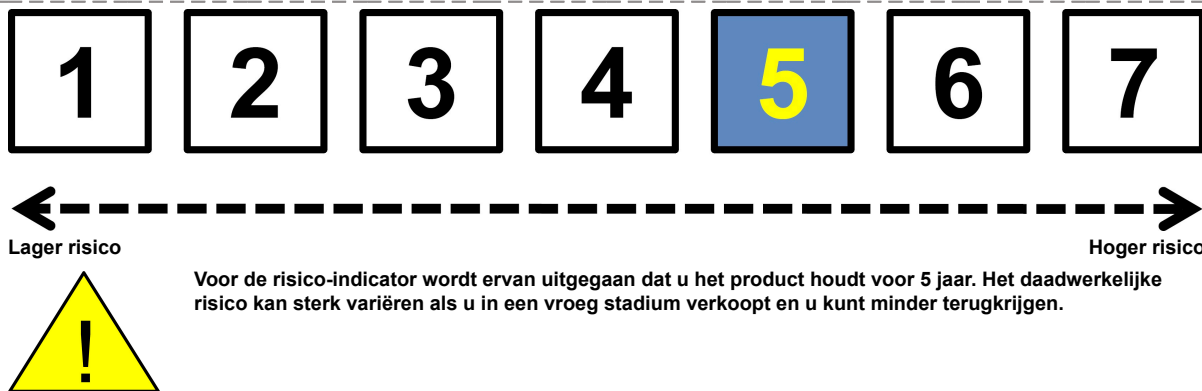 1 2 3 4 5 6 7
Lager risico Hoger risico
Voor de risico-indicator wordt ervan uitgegaan dat u het product houdt voor 5 jaar. Het daadwerkelijke
risico kan sterk variëren als u in een vroeg stadium verkoopt en u kunt minder terugkrijgen.
!